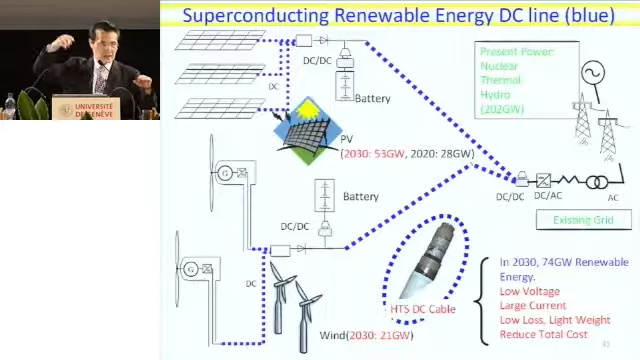 Superconducting Renewable Energy DC line (blue)
UNIVERSITÉ
DE GENÈVE
DC/DC
DC
Battery
Present Power:
Nuclear
Thermal
Hydro
(202GW)
PV
(2030: 53GW, 2020: 28GW)
G
Battery
DC/DC
DC/DC
DC/AC
AC
Existing Grid
G
DC
HTS DC Cable
In 2030, 74GW Renewable
Energy.
Low Voltage
Large Current
Low Loss, Light Weight
Reduce Total Cost
Wind(2030: 21GW)